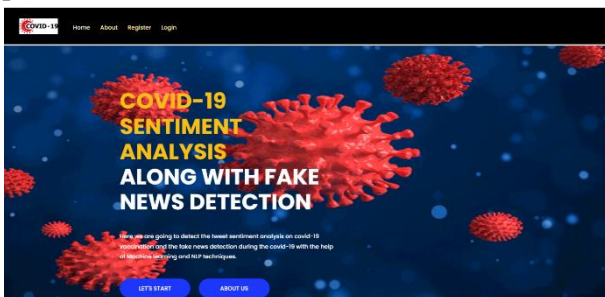 COVID-19
Home About Register Login
COVID-19
SENTIMENT
ANALYSIS
ALONG WITH FAKE
NEWS DETECTION
here we are going to detect the tweet sentiment analysis on covid-19
vaccination and the fake news detection during the covid-19 with the help
of Machine learning and NLP techniques.
LET'S START ABOUT US